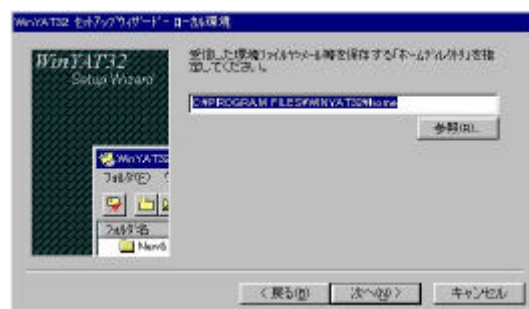 WinYAT32 セットアップウィザード - ローカル環境
WinYAT32
Setup Wizard
受信した環境ファイルやメール等を保存する「ホームディレクトリ」を指
定してください。
C:¥PROGRAM FILES¥WINYAT32¥home
参照(R)...
WinYAT32
フォルダ(F)
フォルダ名
< 戻る(B)
次へ(N) >
キャンセル